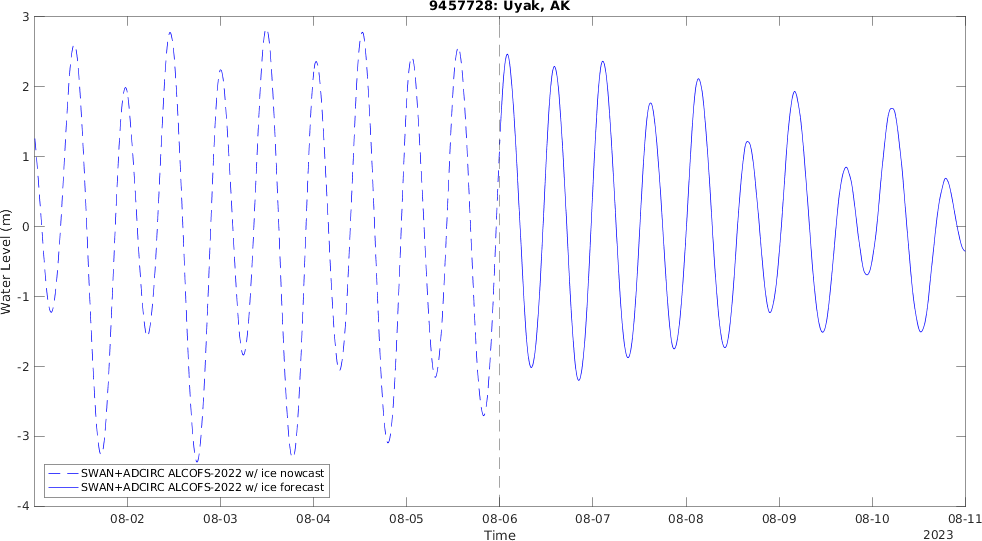 9457728: Uyak, AK
3
2
1
0
-1
-2
-3
-4
Water Level (m)
SWAN+ADCIRC ALCOFS-2022 w/ ice nowcast
SWAN+ADCIRC ALCOFS-2022 w/ ice forecast
08-02 08-03 08-04 08-05 08-06 08-07 08-08 08-09 08-10 08-11
Time
2023